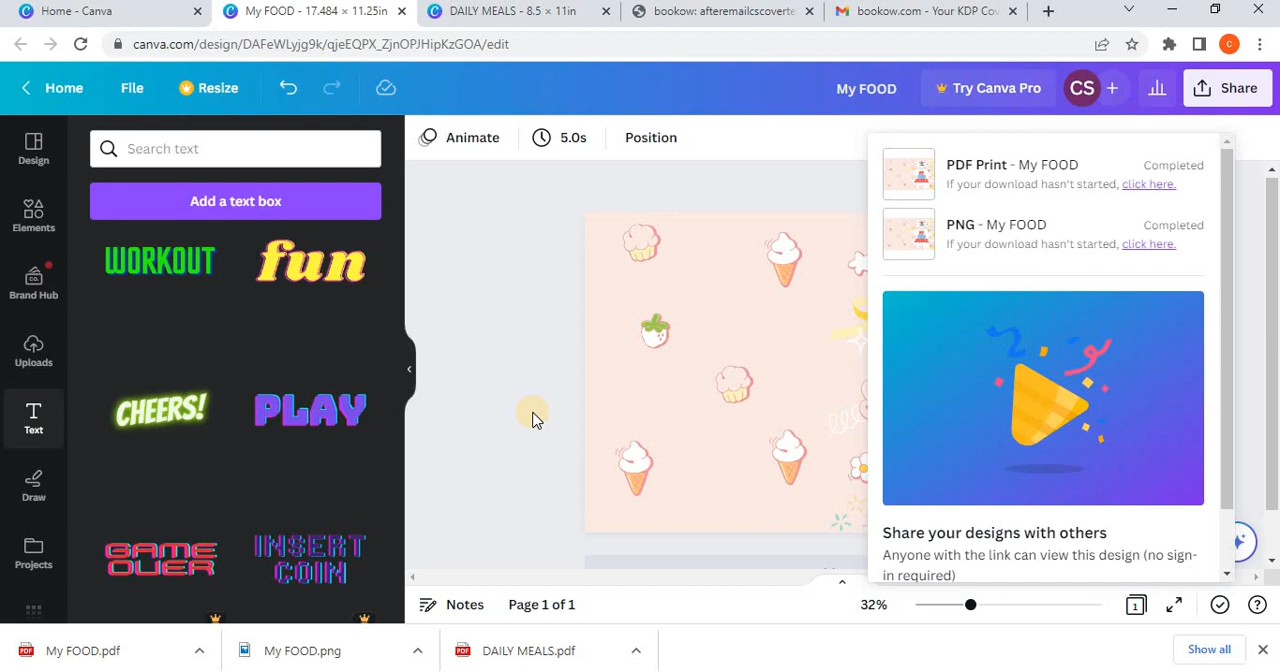 Home - Canva
My FOOD - 17.484 × 11.25in
DAILY MEALS - 8.5 × 11in
bookow: afteremailcscoverte
bookow.com - Your KDP Cov
canva.com/design/DAFeWLyjg9k/qjeEQPX_ZjnOPJHipKzGOA/edit
C
Home
File
Resize
My FOOD
Try Canva Pro
CS
Share
Design
Elements
CO.
Brand Hub
Uploads
Text
Draw
Projects
Search text
Add a text box
WORKOUT
fun
CHEERS!
PLAY
GAME
OVER
INSERT
COIN
Animate
5.0s
Position
PDF Print - My FOOD
Completed
If your download hasn't started, click here.
PNG - My FOOD
Completed
If your download hasn't started, click here.
Share your designs with others
Anyone with the link can view this design (no sign-
in required)
Notes
Page 1 of 1
32%
1
My FOOD.pdf
My FOOD.png
DAILY MEALS.pdf
Show all